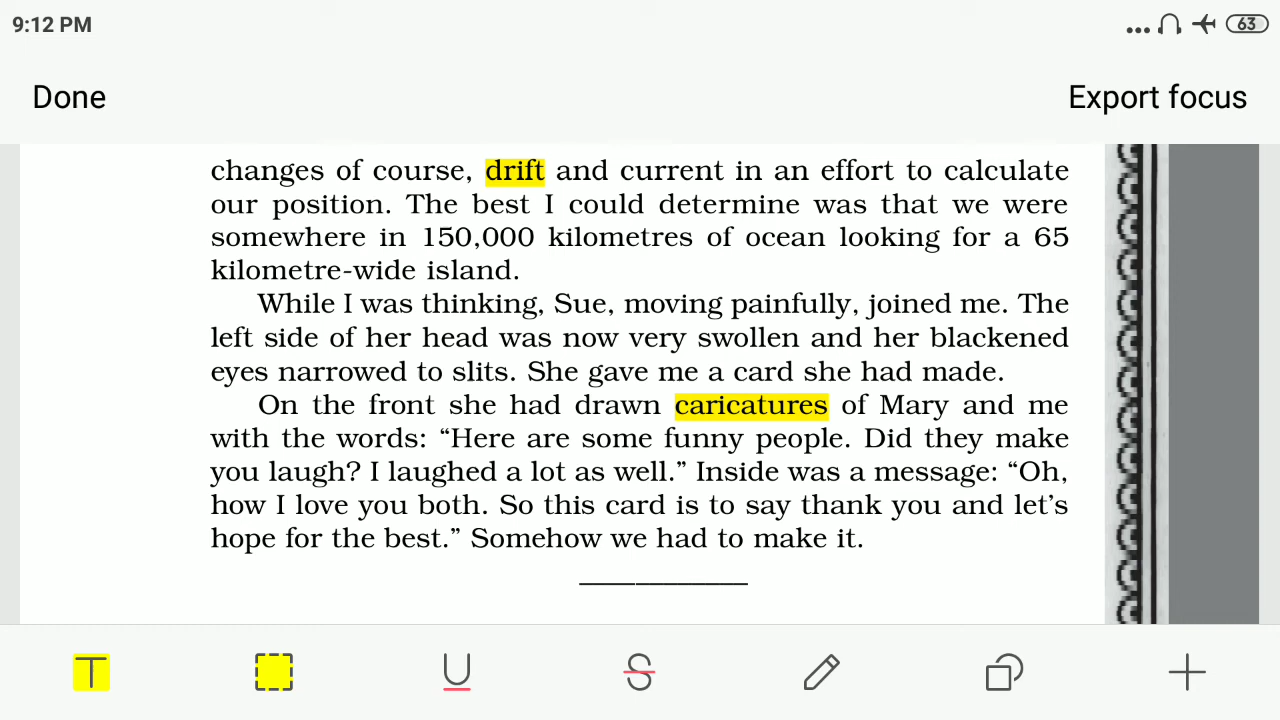 9:12 PM
63
Done
Export focus
changes of course, drift and current in an effort to calculate
our position. The best I could determine was that we were
somewhere in 150,000 kilometres of ocean looking for a 65
kilometre-wide island.
While I was thinking, Sue, moving painfully, joined me. The
left side of her head was now very swollen and her blackened
eyes narrowed to slits. She gave me a card she had made.
On the front she had drawn caricatures of Mary and me
with the words: “Here are some funny people. Did they make
you laugh? I laughed a lot as well.” Inside was a message: “Oh,
how I love you both. So this card is to say thank you and let’s
hope for the best.” Somehow we had to make it.
T
U
S